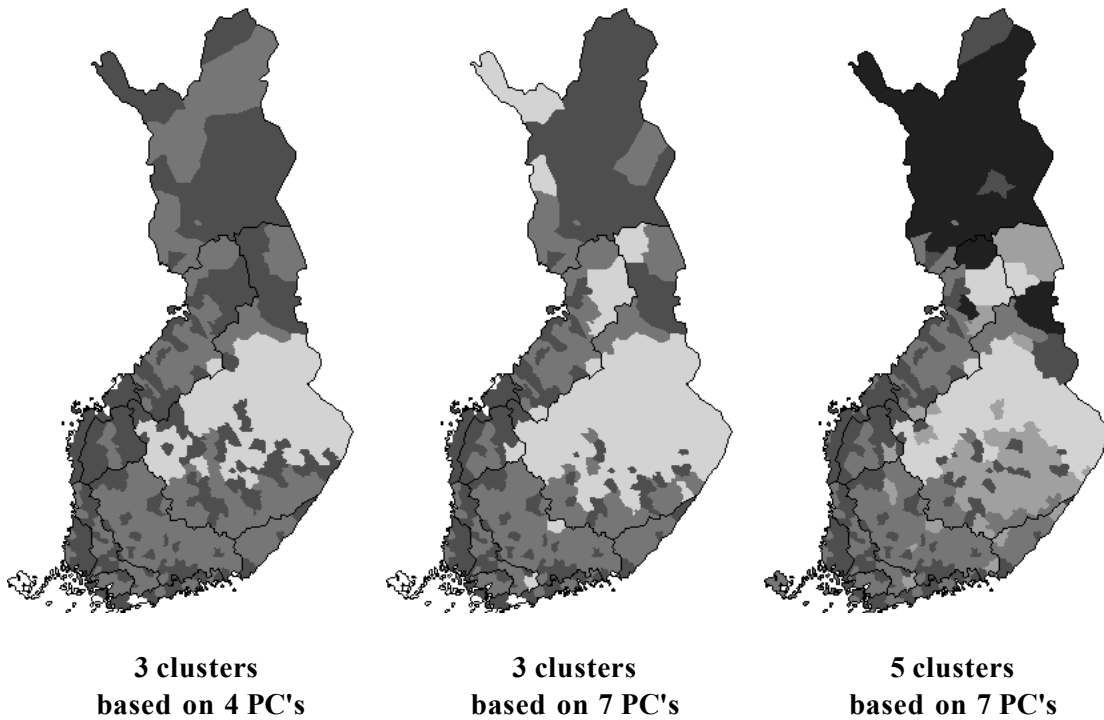 3 clusters
based on 4 PC's
3 clusters
based on 7 PC's
5 clusters
based on 7 PC's